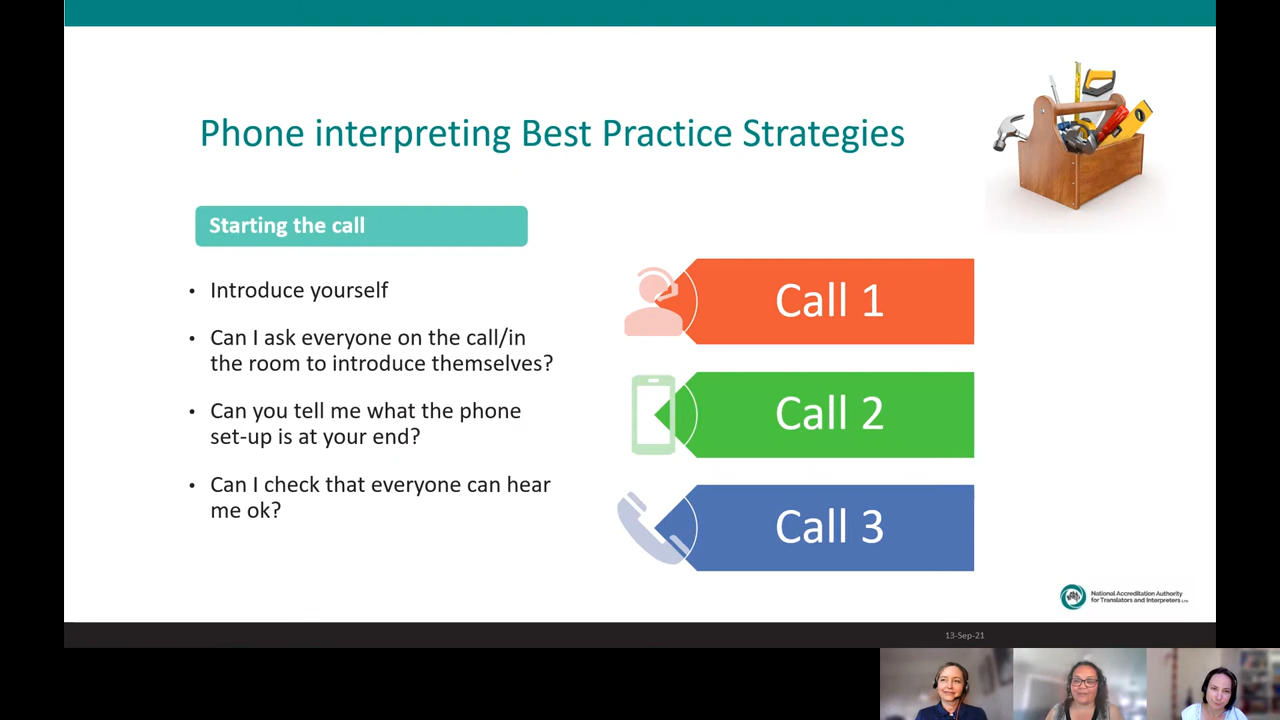 Phone interpreting Best Practice Strategies
Starting the call
• Introduce yourself
• Can I ask everyone on the call/in
the room to introduce themselves?
• Can you tell me what the phone
set-up is at your end?
• Can I check that everyone can hear
me ok?
Call 1
Call 2
Call 3
National Accreditation Authority
for Translators and Interpreters LTD
13-Sep-21